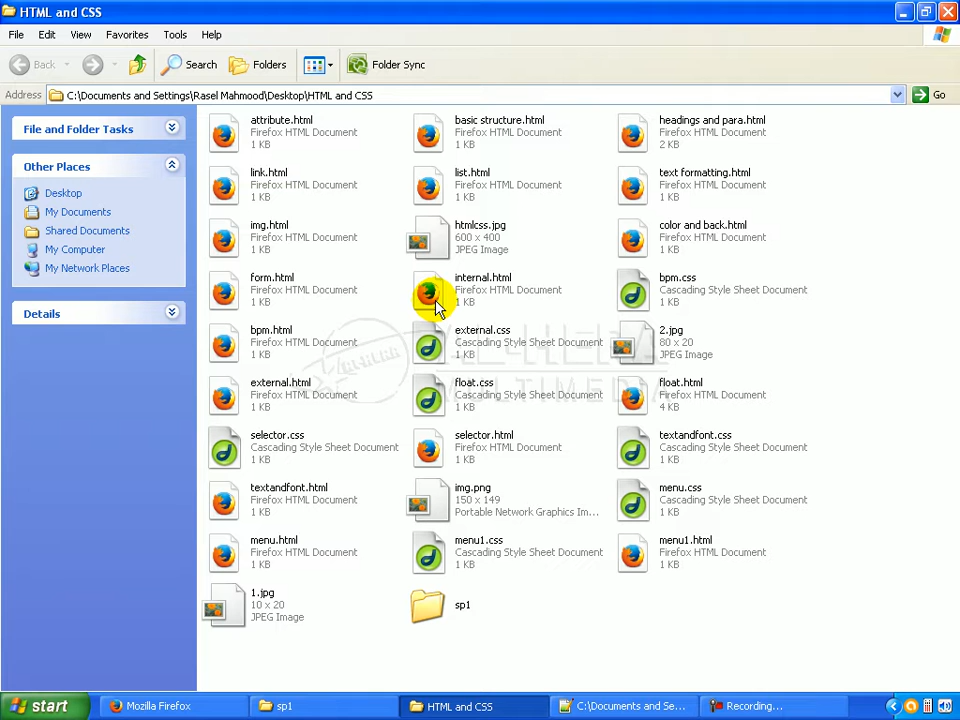 HTML and CSS
File Edit View Favorites Tools Help
Back Search Folders Folder Sync
Address C:\Documents and Settings\Rasel Mahmood\Desktop\HTML and CSS Go
File and Folder Tasks
Other Places
Desktop
My Documents
Shared Documents
My Computer
My Network Places
Details
attribute.html
Firefox HTML Document
1 KB
basic structure.html
Firefox HTML Document
1 KB
headings and para.html
Firefox HTML Document
2 KB
link.html
Firefox HTML Document
1 KB
list.html
Firefox HTML Document
1 KB
text formatting.html
Firefox HTML Document
1 KB
img.html
Firefox HTML Document
1 KB
htmlcss.jpg
600 x 400
JPEG Image
color and back.html
Firefox HTML Document
1 KB
form.html
Firefox HTML Document
1 KB
internal.html
Firefox HTML Document
1 KB
bpm.css
Cascading Style Sheet Document
1 KB
bpm.html
Firefox HTML Document
1 KB
external.css
Cascading Style Sheet Document
1 KB
2.jpg
80 x 20
JPEG Image
external.html
Firefox HTML Document
1 KB
float.css
Cascading Style Sheet Document
1 KB
float.html
Firefox HTML Document
4 KB
selector.css
Cascading Style Sheet Document
1 KB
selector.html
Firefox HTML Document
1 KB
textandfont.css
Cascading Style Sheet Document
1 KB
textandfont.html
Firefox HTML Document
1 KB
img.png
150 x 149
Portable Network Graphics Im...
menu.css
Cascading Style Sheet Document
1 KB
menu.html
Firefox HTML Document
1 KB
menu1.css
Cascading Style Sheet Document
1 KB
menu1.html
Firefox HTML Document
1 KB
1.jpg
10 x 20
JPEG Image
sp1
AL-HERA
MULTIMEDIA
start Mozilla Firefox sp1 HTML and CSS C:\Documents and Se... Recording...